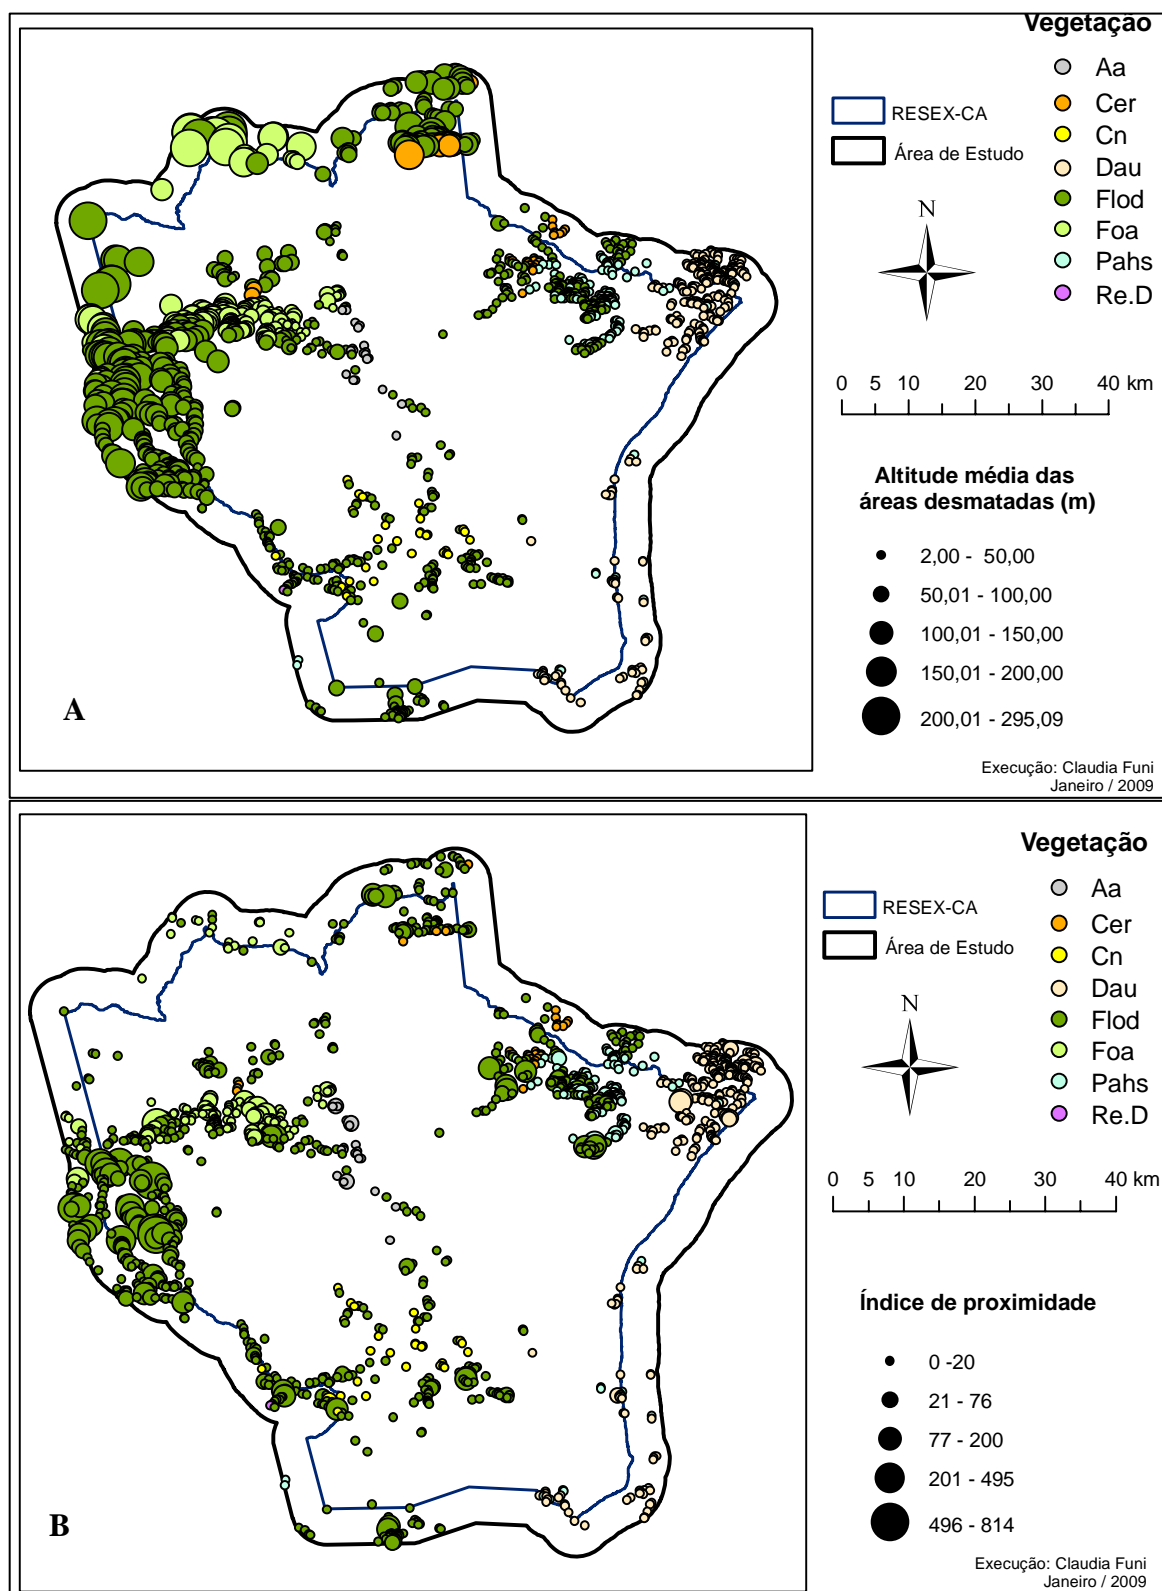 Vegetação
Aa
Cer
Cn
Dau
Flod
Foa
Pahs
Re.D
RESEX-CA
Área de Estudo
N
0 5 10 20 30 40 km
Altitude média das
áreas desmatadas (m)
2,00 - 50,00
50,01 - 100,00
100,01 - 150,00
150,01 - 200,00
200,01 - 295,09
A
Execução: Claudia Funi
Janeiro / 2009
Vegetação
Aa
Cer
Cn
Dau
Flod
Foa
Pahs
Re.D
RESEX-CA
Área de Estudo
N
0 5 10 20 30 40 km
Índice de proximidade
0 -20
21 - 76
77 - 200
201 - 495
496 - 814
B
Execução: Claudia Funi
Janeiro / 2009